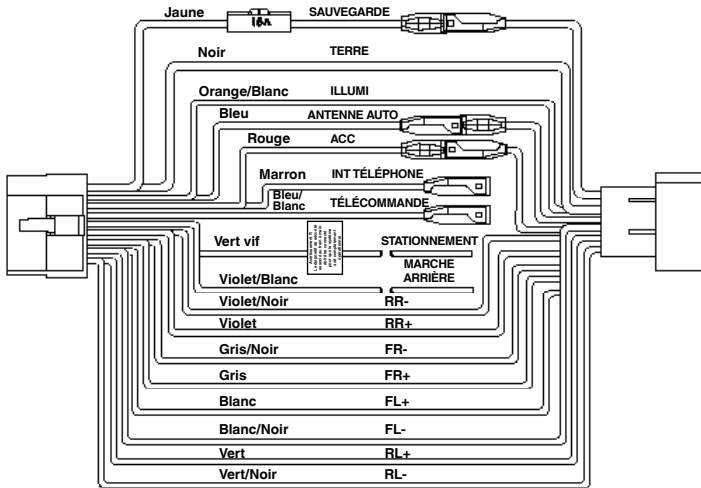 Jaune SAUVEGARDE
15A
Noir TERRE
Orange/Blanc ILLUMI
Bleu ANTENNE AUTO
Rouge ACC
Marron INT TÉLÉPHONE
Bleu/
Blanc TÉLÉCOMMANDE
Vert vif STATIONNEMENT
Violet/Blanc MARCHE
ARRIÈRE
Violet/Noir RR-
Violet RR+
Gris/Noir FR-
Gris FR+
Blanc FL+
Blanc/Noir FL-
Vert RL+
Vert/Noir RL-